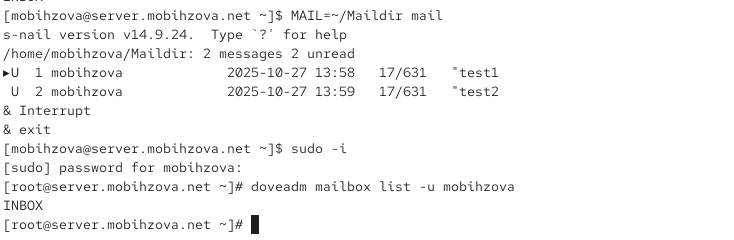 [mobihzova@server.mobihzova.net ~]$ MAIL=~/Maildir mail
s-nail version v14.9.24.  Type `?' for help
/home/mobihzova/Maildir: 2 messages 2 unread
▸U  1 mobihzova             2025-10-27 13:58   17/631   "test1
 U  2 mobihzova             2025-10-27 13:59   17/631   "test2
& Interrupt
& exit
[mobihzova@server.mobihzova.net ~]$ sudo -i
[sudo] password for mobihzova:
[root@server.mobihzova.net ~]# doveadm mailbox list -u mobihzova
INBOX
[root@server.mobihzova.net ~]#